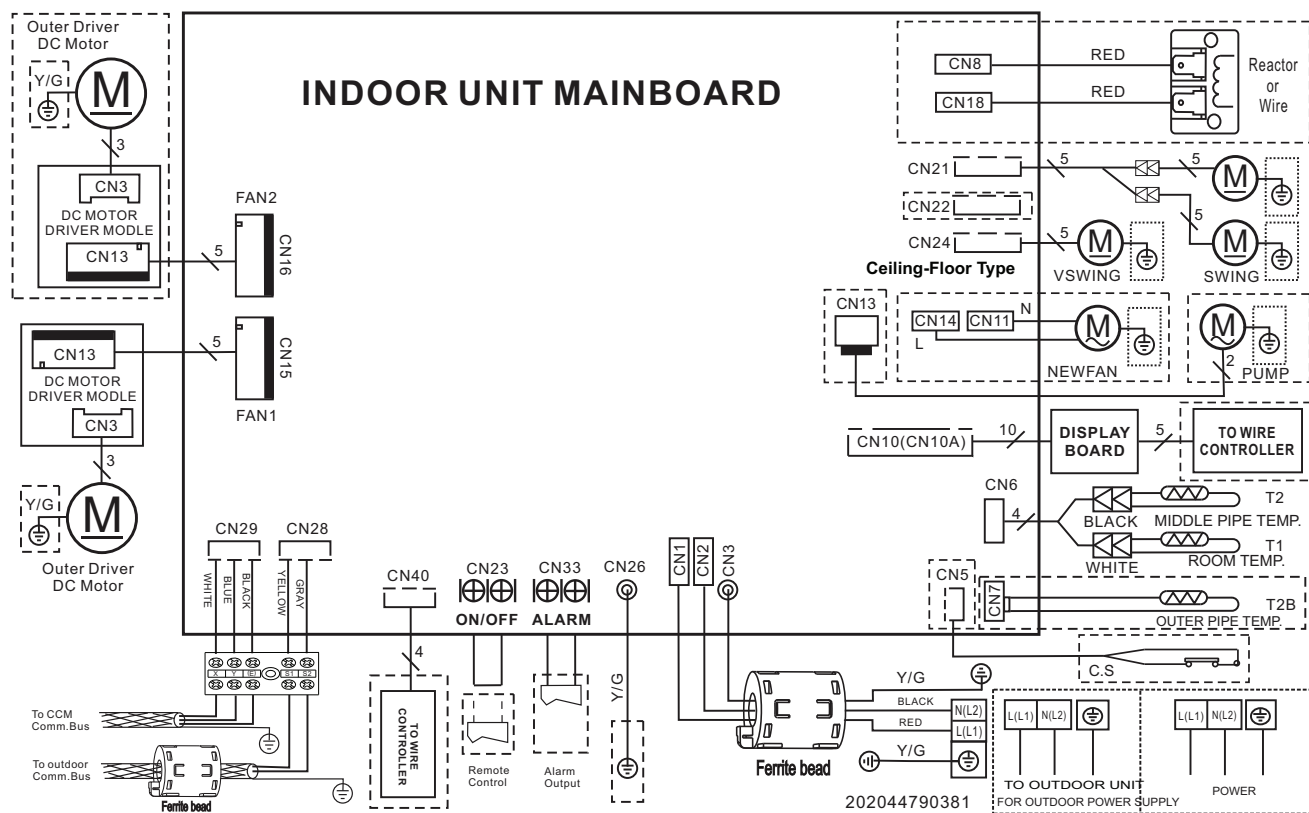 Outer Driver
DC Motor
Y/G
M
3
CN3
DC MOTOR
DRIVER MODLE
CN13
5
FAN2
CN16
INDOOR UNIT MAINBOARD
CN13
DC MOTOR
DRIVER MODLE
CN3
5
CN15
FAN1
3
Y/G
M
Outer Driver
DC Motor
CN8
RED
CN18
RED
Reactor
or
Wire
CN21
5
5
M
CN22
5
CN24
5
M
M
Ceiling-Floor Type
VSWING
SWING
CN13
CN14
CN11
N
L
M
NEWFAN
M
2
PUMP
CN10(CN10A)
10
DISPLAY
BOARD
5
TO WIRE
CONTROLLER
CN6
4
BLACK
T2
MIDDLE PIPE TEMP.
WHITE
T1
ROOM TEMP.
CN5
CN7
T2B
OUTER PIPE TEMP.
C.S
CN29
CN28
WHITE
BLUE
BLACK
YELLOW
GRAY
X
Y
(E)
S1
S2
To CCM
Comm.Bus
To outdoor
Comm.Bus
Ferrite bead
CN40
4
TO WIRE
CONTROLLER
CN23
ON/OFF
Remote
Control
CN33
ALARM
Alarm
Output
CN26
Y/G
CN1
CN2
CN3
Ferrite bead
Y/G
BLACK
N(L2)
RED
L(L1)
Y/G
202044790381
L(L1)
N(L2)
TO OUTDOOR UNIT
FOR OUTDOOR POWER SUPPLY
L(L1)
N(L2)
POWER